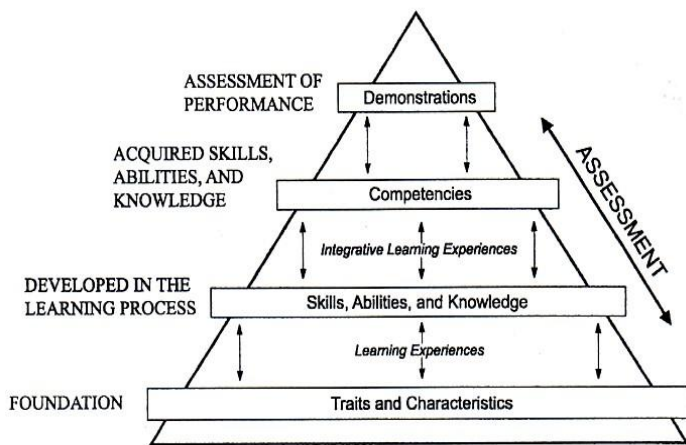 ASSESSMENT OF
PERFORMANCE
Demonstrations
ACQUIRED SKILLS,
ABILITIES, AND
KNOWLEDGE
Competencies
ASSESSMENT
Integrative Learning Experiences
DEVELOPED IN THE
LEARNING PROCESS
Skills, Abilities, and Knowledge
Learning Experiences
FOUNDATION
Traits and Characteristics